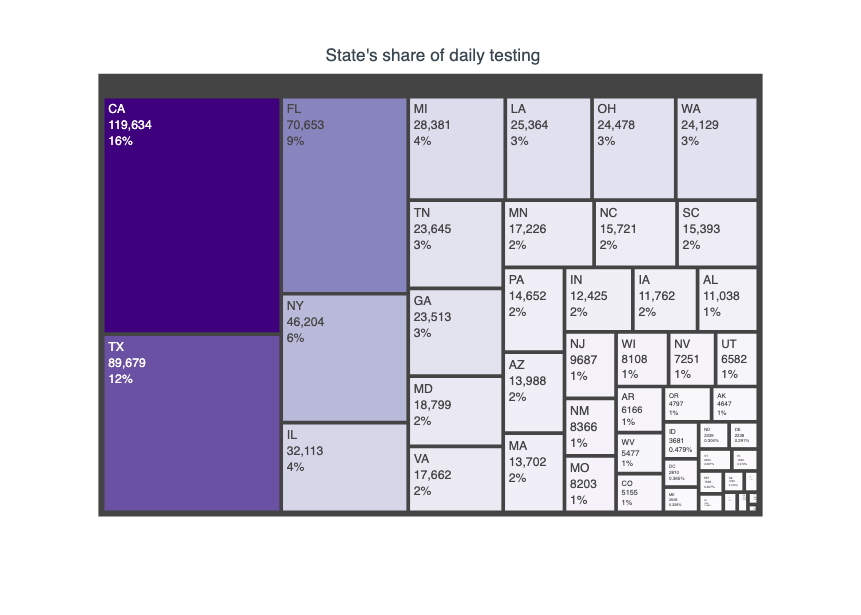 State's share of daily testing
CA
119,634
16%
TX
89,679
12%
FL
70,653
9%
NY
46,204
6%
IL
32,113
4%
MI
28,381
4%
LA
25,364
3%
OH
24,478
3%
WA
24,129
3%
TN
23,645
3%
GA
23,513
3%
MD
18,799
2%
VA
17,662
2%
MN
17,226
2%
NC
15,721
2%
SC
15,393
2%
PA
14,652
2%
AZ
13,988
2%
MA
13,702
2%
IN
12,425
2%
IA
11,762
2%
AL
11,038
1%
NJ
9687
1%
NM
8366
1%
MO
8203
1%
WI
8108
1%
NV
7251
1%
UT
6582
1%
AR
6166
1%
WV
5477
1%
CO
5155
1%
OR
4797
1%
AK
4647
1%
ID
3681
0.479%
DC
2810
0.365%
ME
ND
DE